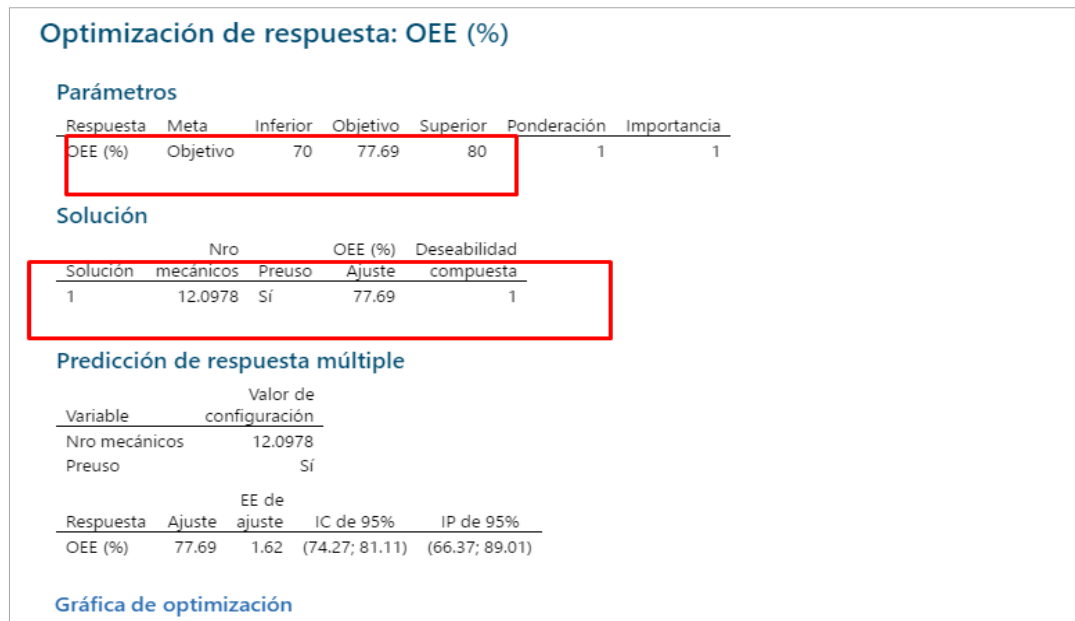 Optimización de respuesta: OEE (%)
Parámetros
Respuesta Meta Inferior Objetivo Superior Ponderación Importancia
OEE (%) Objetivo 70 77.69 80 1 1
Solución
Nro OEE (%) Deseabilidad
Solución mecánicos Preuso Ajuste compuesta
1 12.0978 Sí 77.69 1
Predicción de respuesta múltiple
Valor de
Variable configuración
Nro mecánicos 12.0978
Preuso Sí
EE de
Respuesta Ajuste ajuste IC de 95% IP de 95%
OEE (%) 77.69 1.62 (74.27; 81.11) (66.37; 89.01)
Gráfica de optimización